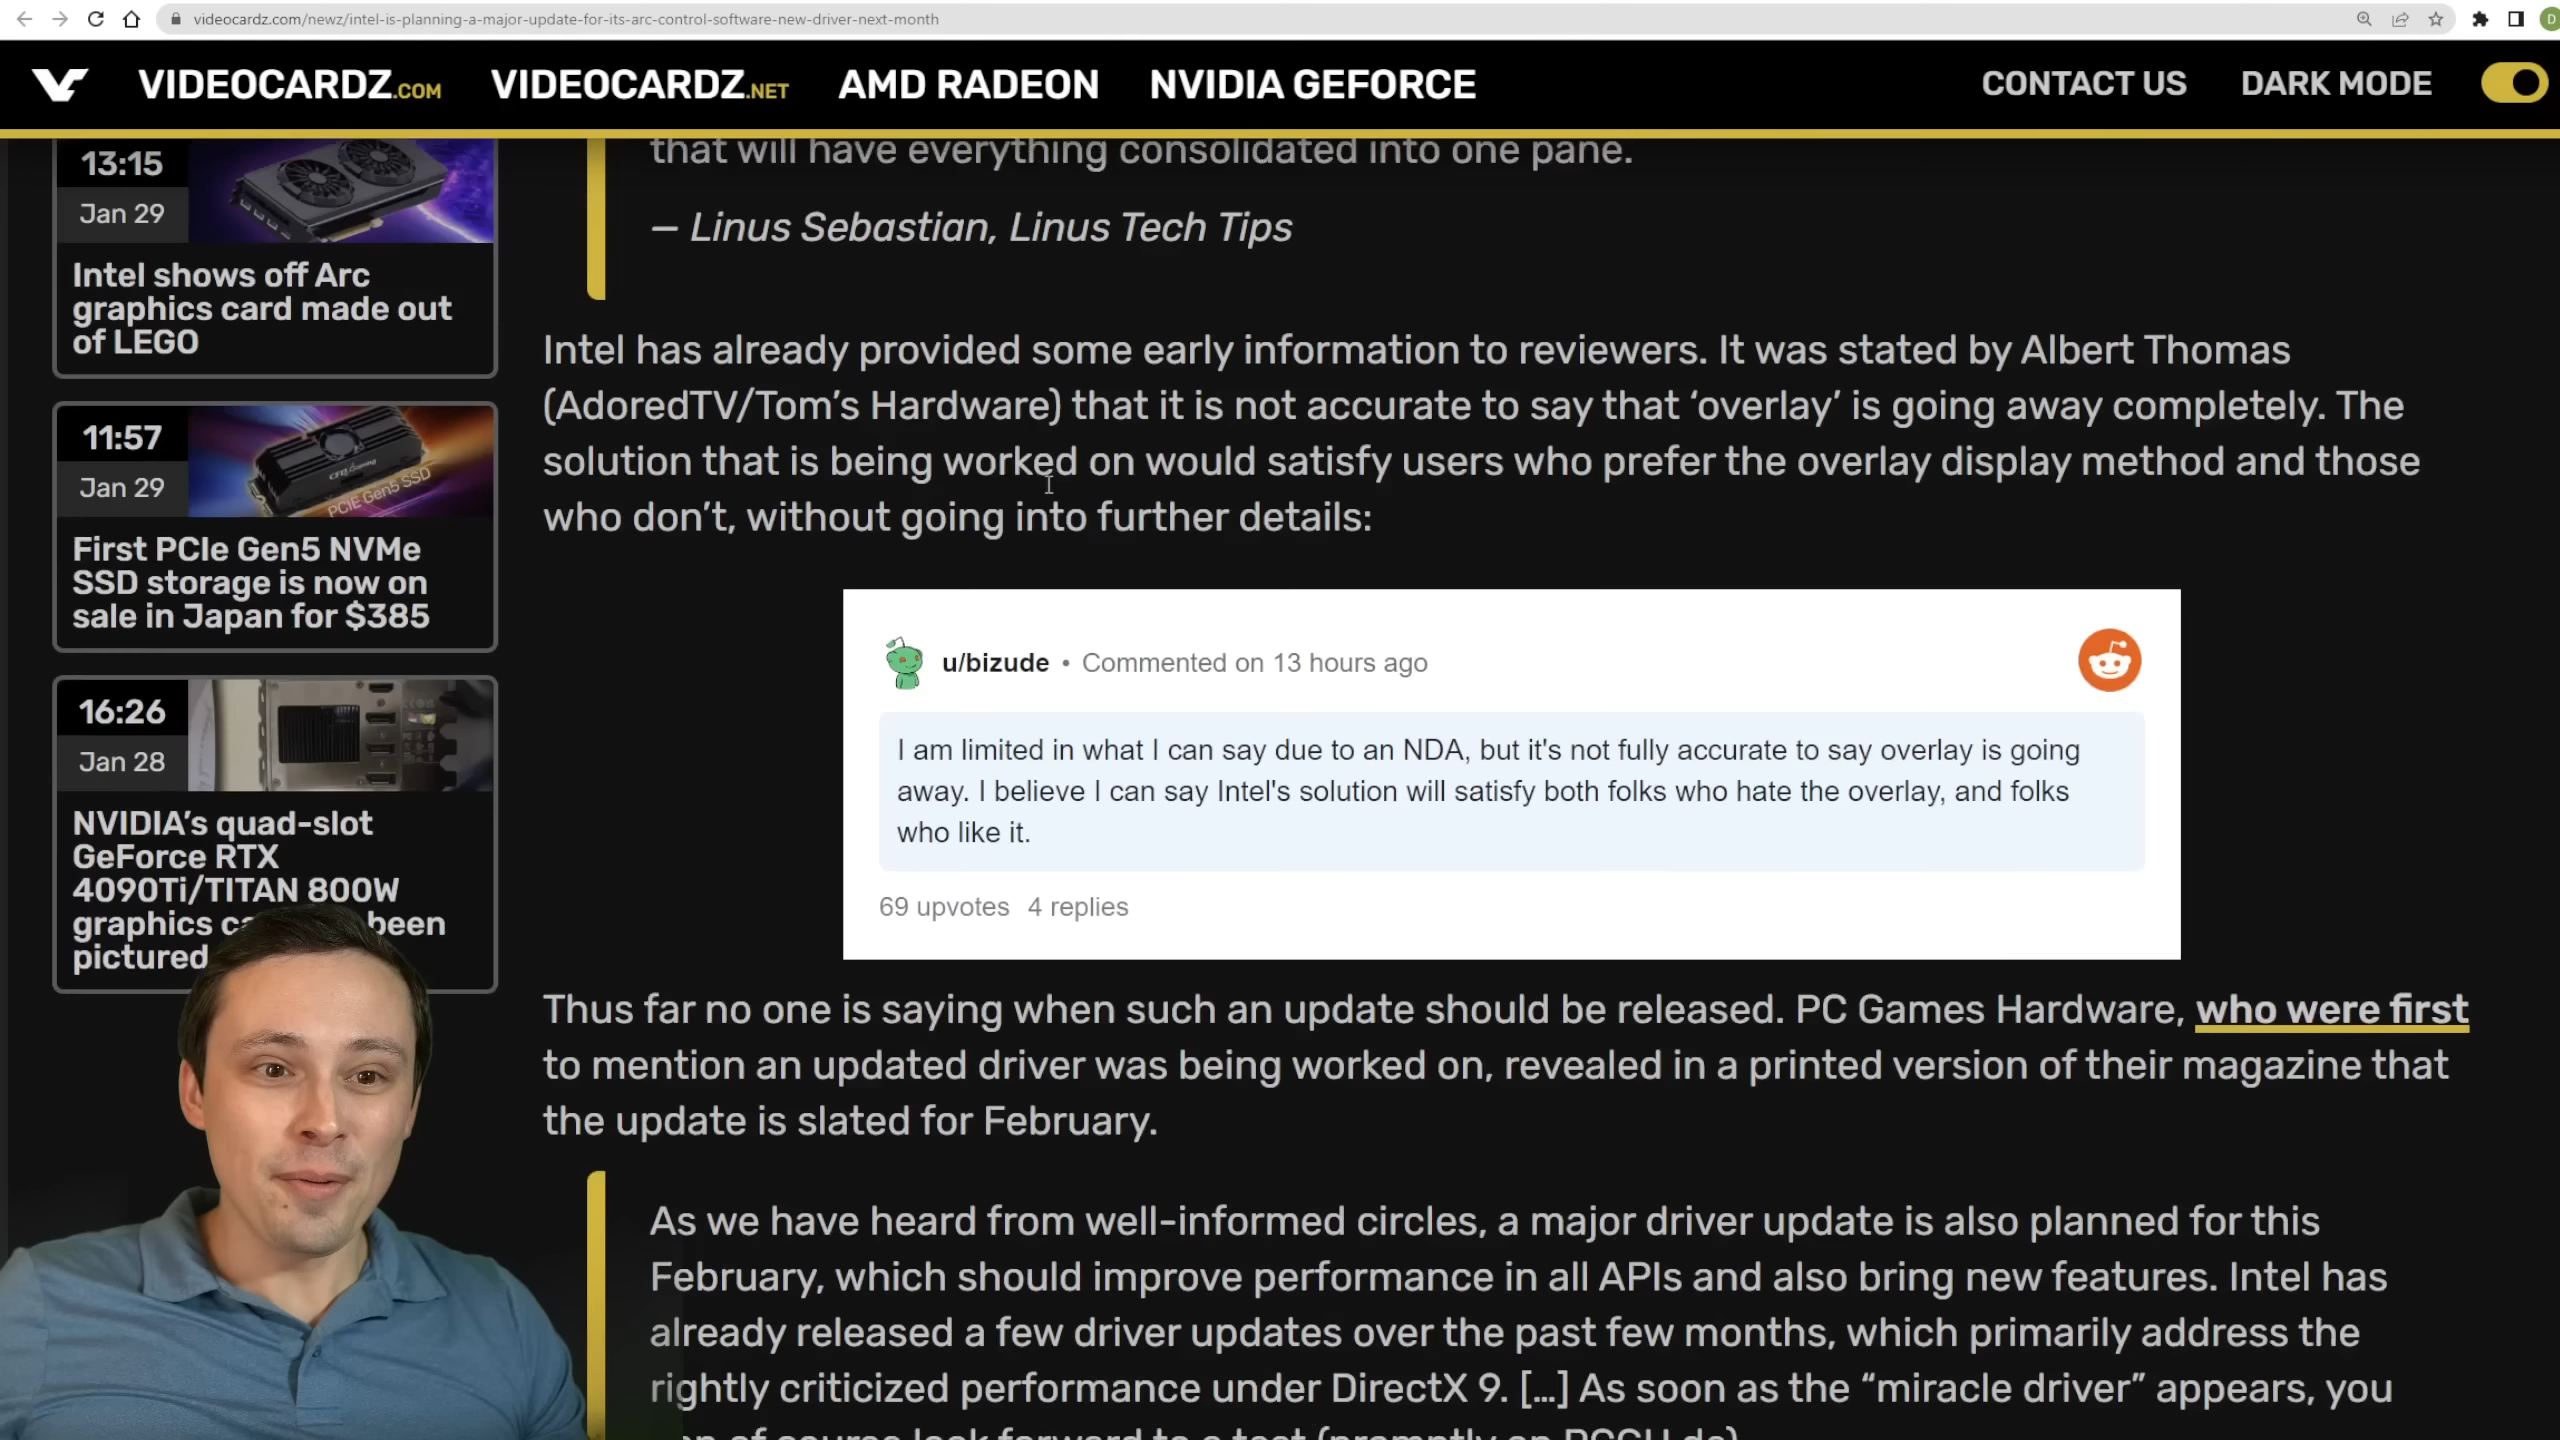 videocardz.com/newz/intel-is-planning-a-major-update-for-its-arc-control-software-new-driver-next-month
D
VIDEOCARDZ.COM VIDEOCARDZ.NET AMD RADEON NVIDIA GEFORCE CONTACT US DARK MODE
13:15
Jan 29
Intel shows off Arc
graphics card made out
of LEGO
11:57
Jan 29
PCIE Gen5 SSD
First PCIe Gen5 NVMe
SSD storage is now on
sale in Japan for $385
16:26
Jan 28
NVIDIA’s quad-slot
GeForce RTX
4090Ti/TITAN 800W
graphics been
pictured
that will have everything consolidated into one pane.
— Linus Sebastian, Linus Tech Tips
Intel has already provided some early information to reviewers. It was stated by Albert Thomas
(AdoredTV/Tom’s Hardware) that it is not accurate to say that ‘overlay’ is going away completely. The
solution that is being worked on would satisfy users who prefer the overlay display method and those
who don’t, without going into further details:
u/bizude • Commented on 13 hours ago
I am limited in what I can say due to an NDA, but it's not fully accurate to say overlay is going
away. I believe I can say Intel's solution will satisfy both folks who hate the overlay, and folks
who like it.
69 upvotes 4 replies
Thus far no one is saying when such an update should be released. PC Games Hardware, who were first
to mention an updated driver was being worked on, revealed in a printed version of their magazine that
the update is slated for February.
As we have heard from well-informed circles, a major driver update is also planned for this
February, which should improve performance in all APIs and also bring new features. Intel has
already released a few driver updates over the past few months, which primarily address the
rightly criticized performance under DirectX 9. [...] As soon as the “miracle driver” appears, you
of course look forward to a test (promptly on PCGH.de)